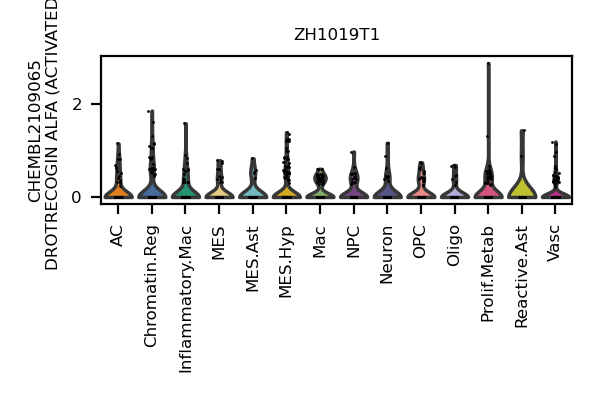 ZH1019T1
CHEMBL2109065
DROTRECOGIN ALFA (ACTIVATED
2
0
AC
Chromatin.Reg
Inflammatory.Mac
MES
MES.Ast
MES.Hyp
Mac
NPC
Neuron
OPC
Oligo
Prolif.Metab
Reactive.Ast
Vasc